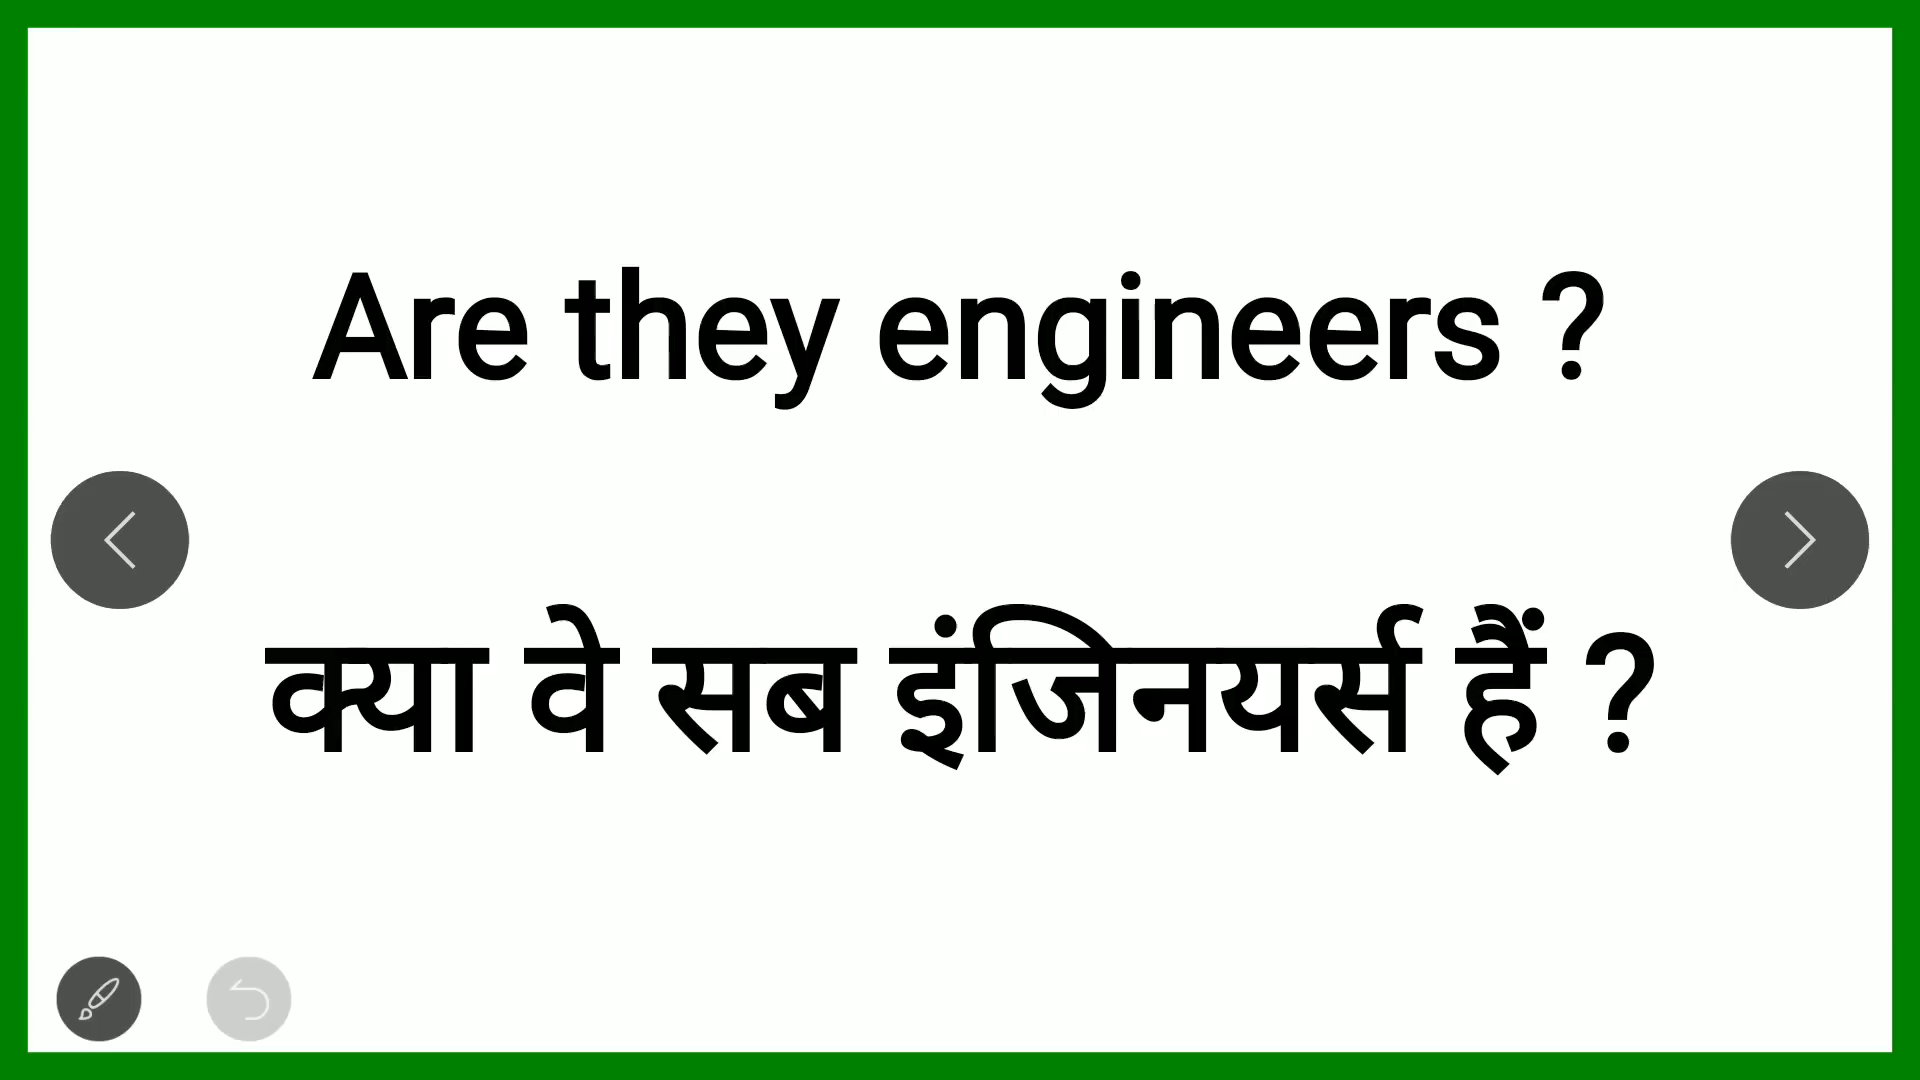 Are they engineers ?
क्या वे सब इंजिनयर्स हैं ?